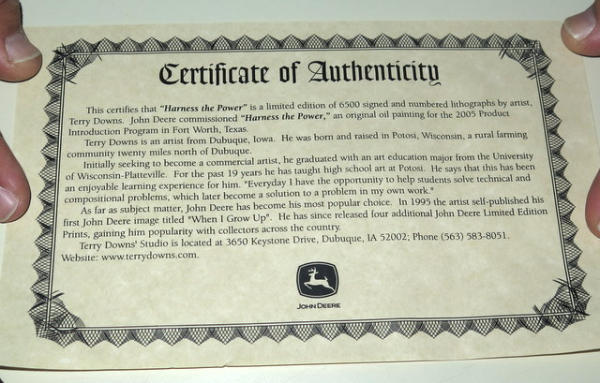 Certificate of Authenticity
This certifies that "Harness the Power" is a limited edition of 6500 signed and numbered lithographs by artist,
Terry Downs. John Deere commissioned "Harness the Power," an original oil painting for the 2005 Product
Introduction Program in Fort Worth, Texas.
Terry Downs is an artist from Dubuque, Iowa. He was born and raised in Potosi, Wisconsin, a rural farming
community twenty miles north of Dubuque.
Initially seeking to become a commercial artist, he graduated with an art education major from the University
of Wisconsin-Platteville. For the past 19 years he has taught high school art at Potosi. He says that this has been
an enjoyable learning experience for him. "Everyday I have the opportunity to help students solve technical and
compositional problems, which later become a solution to a problem in my own work."
As far as subject matter, John Deere has become his most popular choice. In 1995 the artist self-published his
first John Deere image titled "When I Grow Up". He has since released four additional John Deere Limited Edition
Prints, gaining him popularity with collectors across the country.
Terry Downs' Studio is located at 3650 Keystone Drive, Dubuque, IA 52002; Phone (563) 583-8051.
Website: www.terrydowns.com.
JOHN DEERE